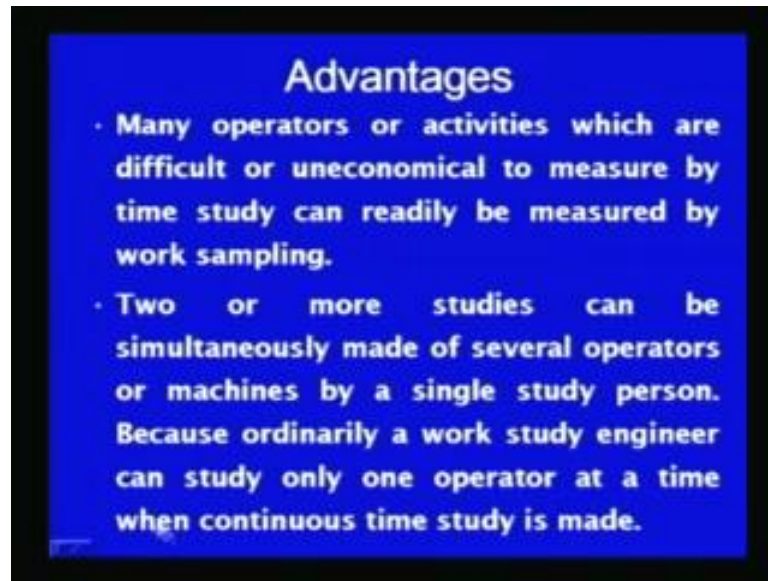 Advantages
• Many operators or activities which are
difficult or uneconomical to measure by
time study can readily be measured by
work sampling.
• Two or more studies can be
simultaneously made of several operators
or machines by a single study person.
Because ordinarily a work study engineer
can study only one operator at a time
when continuous time study is made.